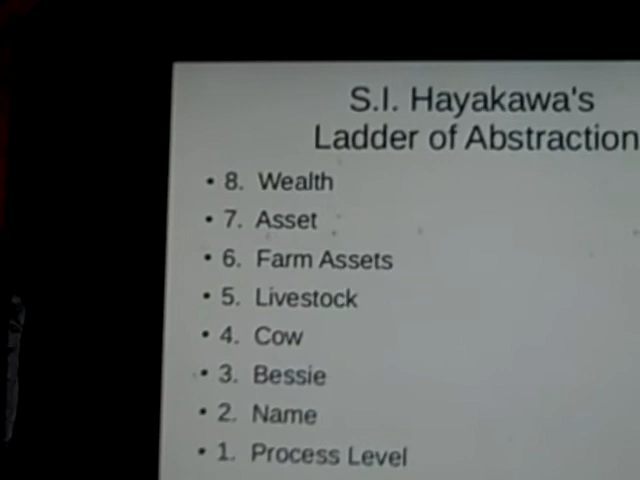 S.I. Hayakawa's
Ladder of Abstraction
• 8. Wealth
• 7. Asset
• 6. Farm Assets
• 5. Livestock
• 4. Cow
• 3. Bessie
• 2. Name
• 1. Process Level